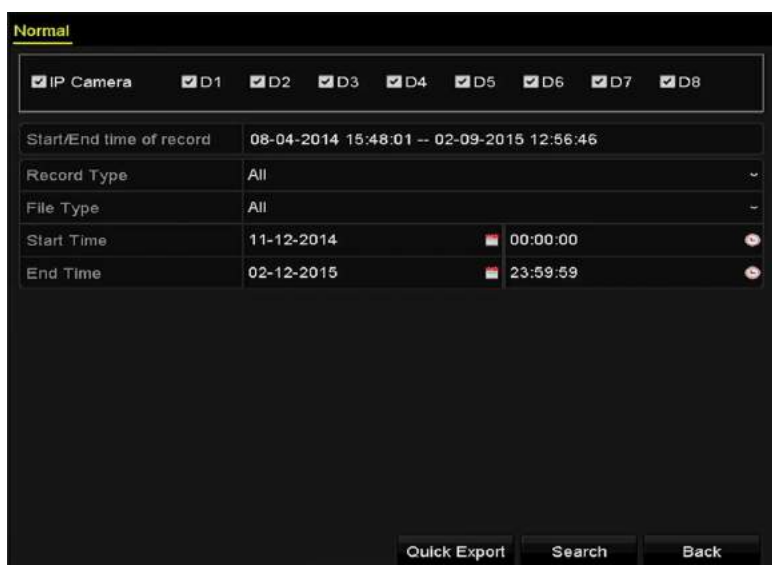 Normal
IP Camera D1 D2 D3 D4 D5 D6 D7 D8
Start/End time of record 08-04-2014 15:48:01 -- 02-09-2015 12:56:46
Record Type All
File Type All
Start Time 11-12-2014 00:00:00
End Time 02-12-2015 23:59:59
Quick Export Search Back